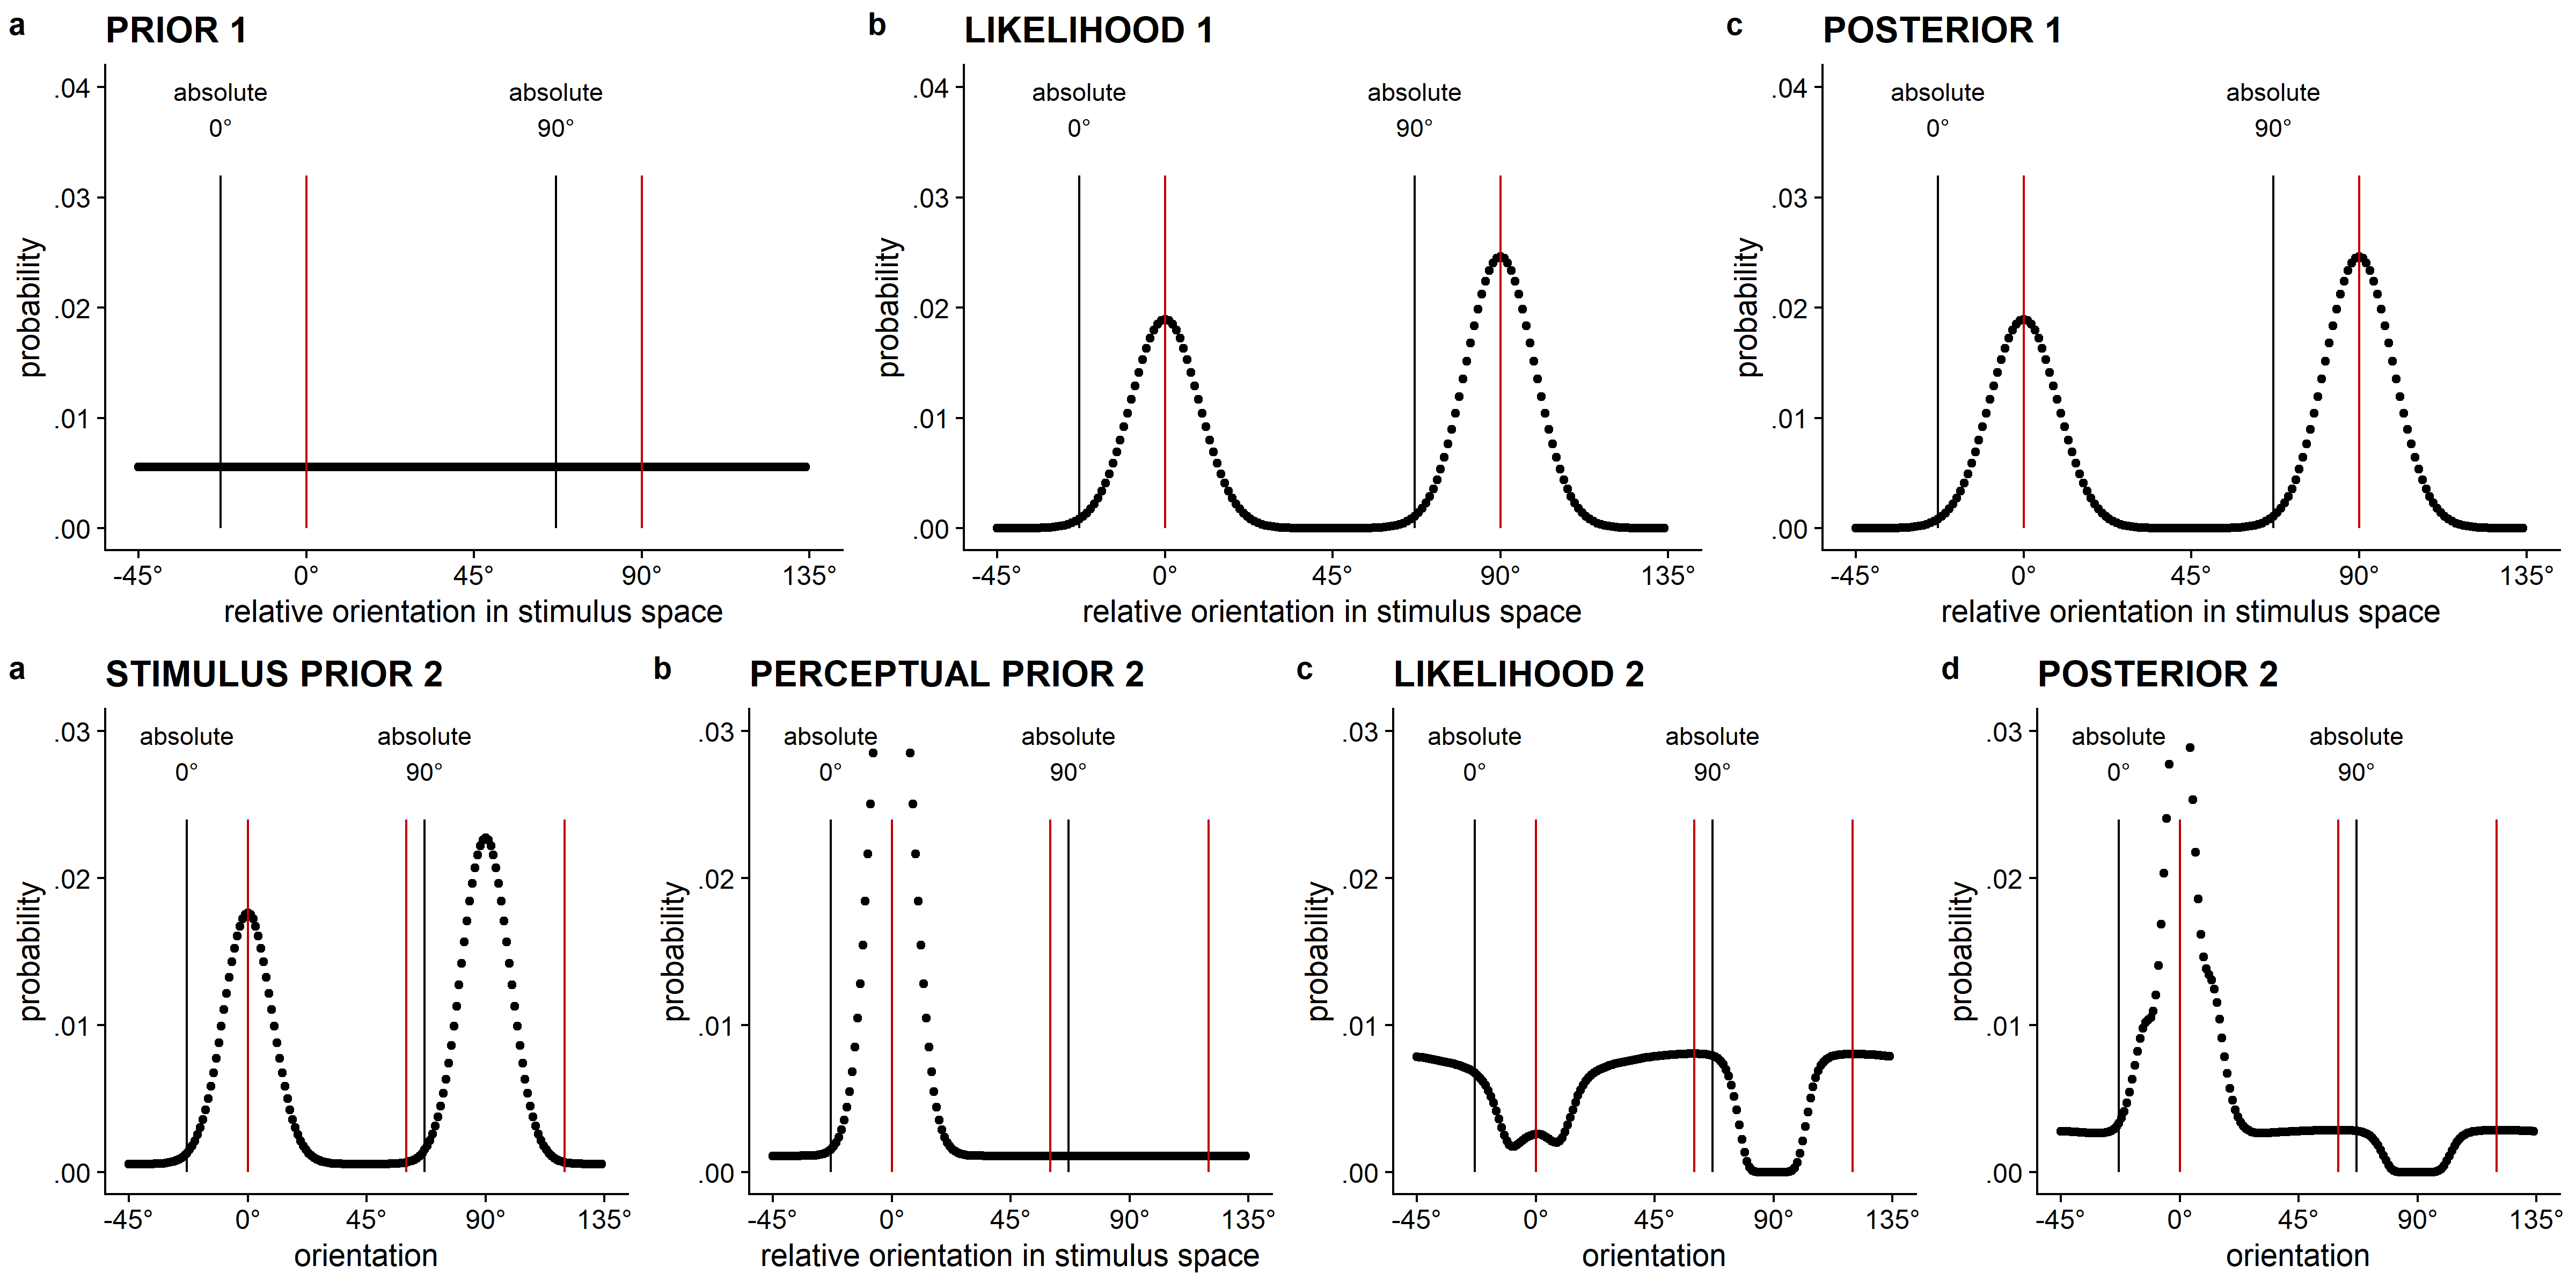 a PRIOR 1
absolute 0°
absolute 90°
.04
.03
.02
.01
.00
probability
-45° 0° 45° 90° 135°
relative orientation in stimulus space
b LIKELIHOOD 1
absolute 0°
absolute 90°
.04
.03
.02
.01
.00
probability
-45° 0° 45° 90° 135°
relative orientation in stimulus space
c POSTERIOR 1
absolute 0°
absolute 90°
.04
.03
.02
.01
.00
probability
-45° 0° 45° 90° 135°
relative orientation in stimulus space
a STIMULUS PRIOR 2
absolute 0°
absolute 90°
.03
.02
.01
.00
probability
-45° 0° 45° 90° 135°
orientation
b PERCEPTUAL PRIOR 2
absolute 0°
absolute 90°
.03
.02
.01
.00
probability
-45° 0° 45° 90° 135°
relative orientation in stimulus space
c LIKELIHOOD 2
absolute 0°
absolute 90°
.03
.02
.01
.00
probability
-45° 0° 45° 90° 135°
orientation
d POSTERIOR 2
absolute 0°
absolute 90°
.03
.02
.01
.00
probability
-45° 0° 45° 90° 135°
orientation